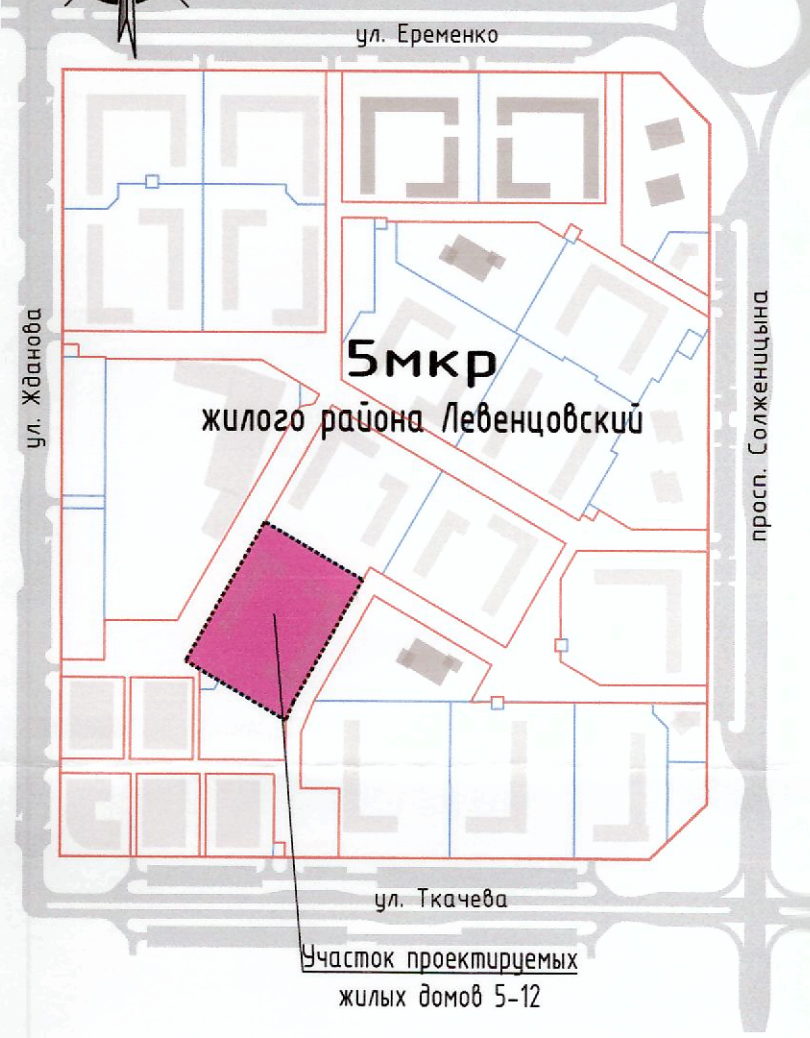 ул. Еременко
ул. Жданова
5мкр
жилого района Левенцовский
просп. Солженицына
ул. Ткачева
Участок проектируемых
жилых домов 5-12